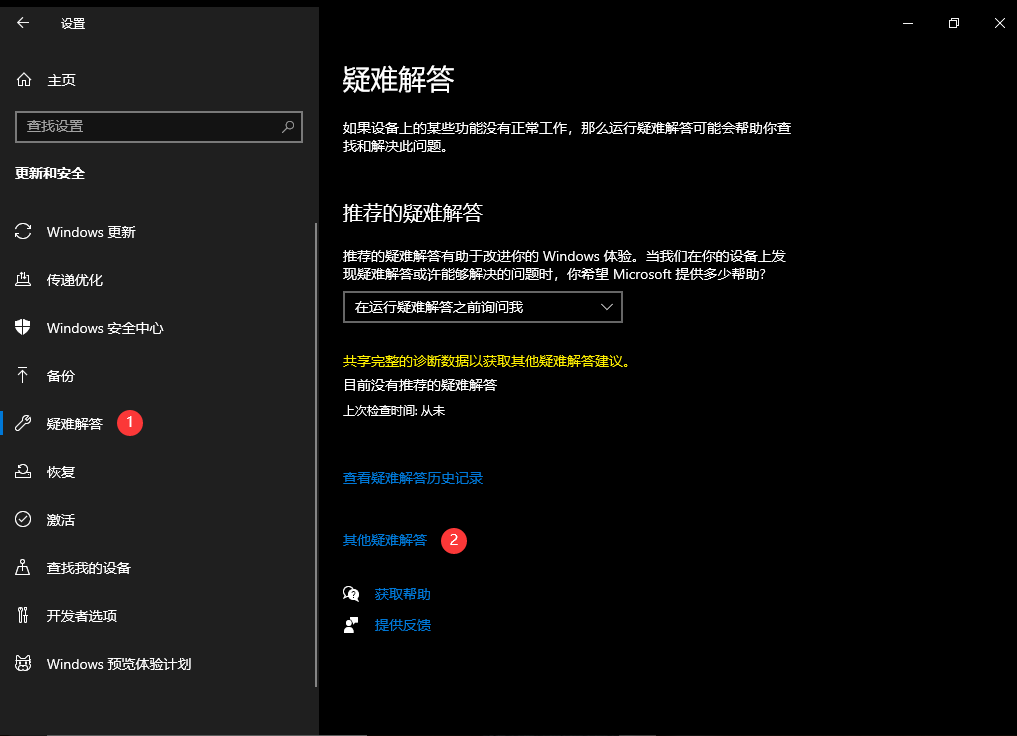 设置
主页
查找设置
更新和安全
Windows 更新
传递优化
Windows 安全中心
备份
疑难解答
1
恢复
激活
查找我的设备
开发者选项
Windows 预览体验计划
疑难解答
如果设备上的某些功能没有正常工作，那么运行疑难解答可能会帮助你查
找和解决此问题。
推荐的疑难解答
推荐的疑难解答有助于改进你的 Windows 体验。当我们在你的设备上发
现疑难解答或许能够解决的问题时，你希望 Microsoft 提供多少帮助?
在运行疑难解答之前询问我
共享完整的诊断数据以获取其他疑难解答建议。
目前没有推荐的疑难解答
上次检查时间: 从未
查看疑难解答历史记录
其他疑难解答
2
获取帮助
提供反馈